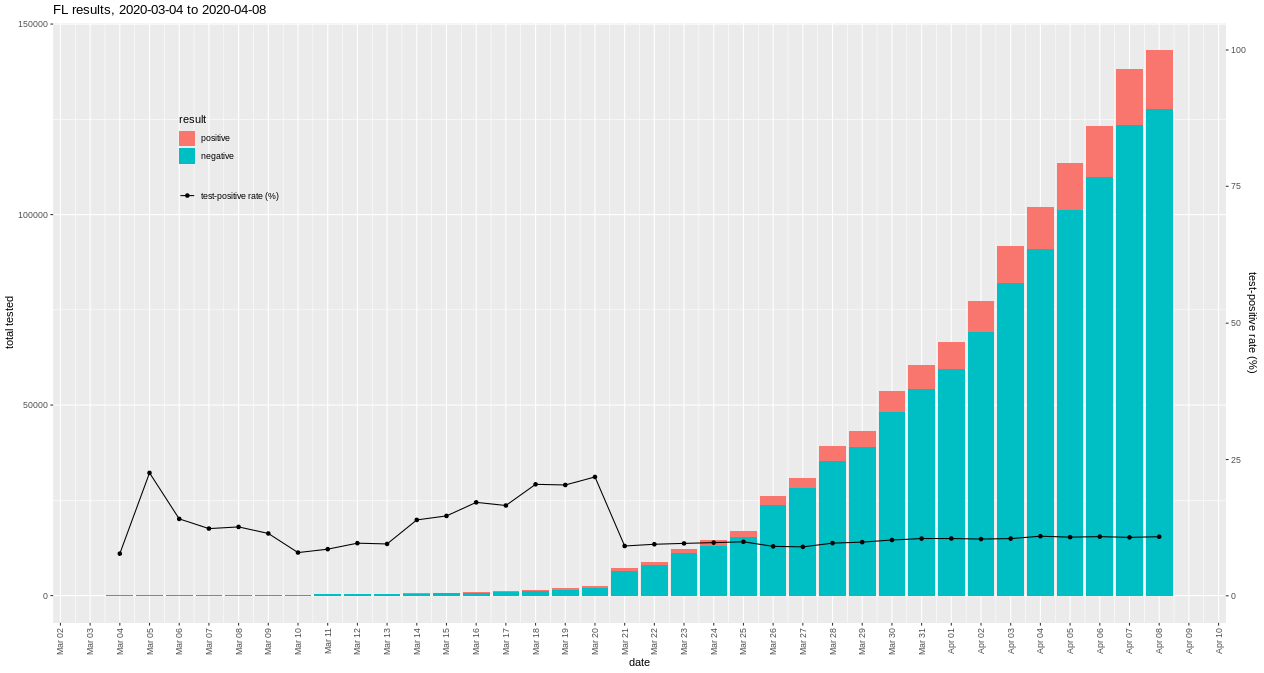 FL results, 2020-03-04 to 2020-04-08
150000
100000
50000
0
total tested
result
positive
negative
test-positive rate (%)
100
75
50
25
0
test-positive rate (%)
Mar 02
Mar 03
Mar 04
Mar 05
Mar 06
Mar 07
Mar 08
Mar 09
Mar 10
Mar 11
Mar 12
Mar 13
Mar 14
Mar 15
Mar 16
Mar 17
Mar 18
Mar 19
Mar 20
Mar 21
Mar 22
Mar 23
Mar 24
Mar 25
Mar 26
Mar 27
Mar 28
Mar 29
Mar 30
Mar 31
Apr 01
Apr 02
Apr 03
Apr 04
Apr 05
Apr 06
Apr 07
Apr 08
Apr 09
Apr 10
date